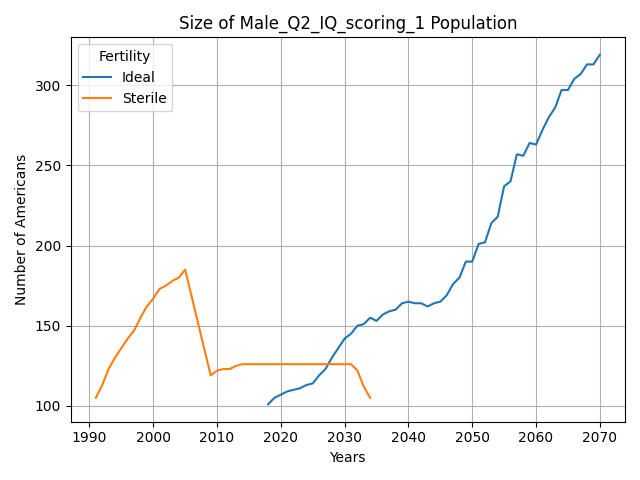 Size of Male_Q2_IQ_scoring_1 Population
Fertility
Ideal
Sterile
Number of Americans
300
250
200
150
100
1990 2000 2010 2020 2030 2040 2050 2060 2070
Years